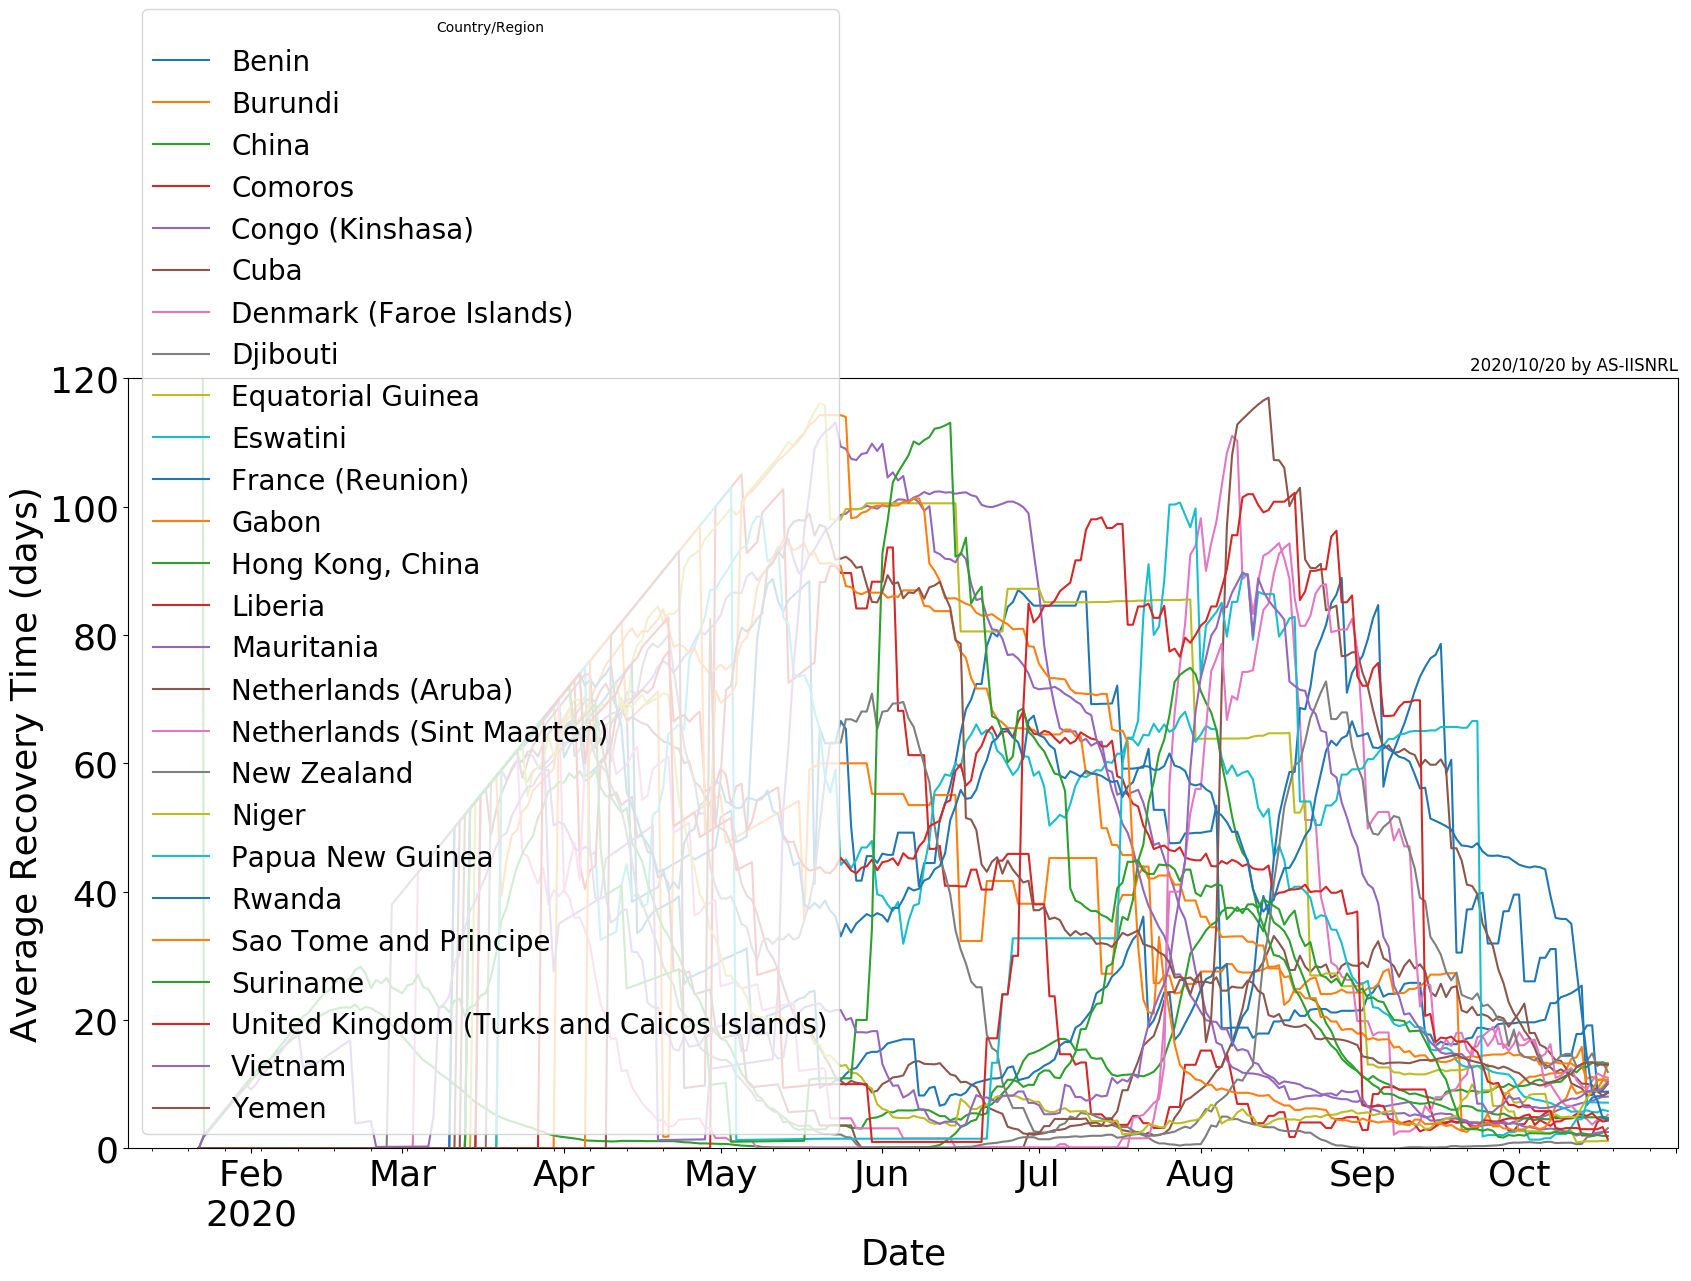 Country/Region
Benin
Burundi
China
Comoros
Congo (Kinshasa)
Cuba
Denmark (Faroe Islands)
Djibouti
Equatorial Guinea
Eswatini
France (Reunion)
Gabon
Hong Kong, China
Liberia
Mauritania
Netherlands (Aruba)
Netherlands (Sint Maarten)
New Zealand
Niger
Papua New Guinea
Rwanda
Sao Tome and Principe
Suriname
United Kingdom (Turks and Caicos Islands)
Vietnam
Yemen
2020/10/20 by AS-IISNRL
Average Recovery Time (days)
120
100
80
60
40
20
0
Feb Mar Apr May Jun Jul Aug Sep Oct
2020
Date